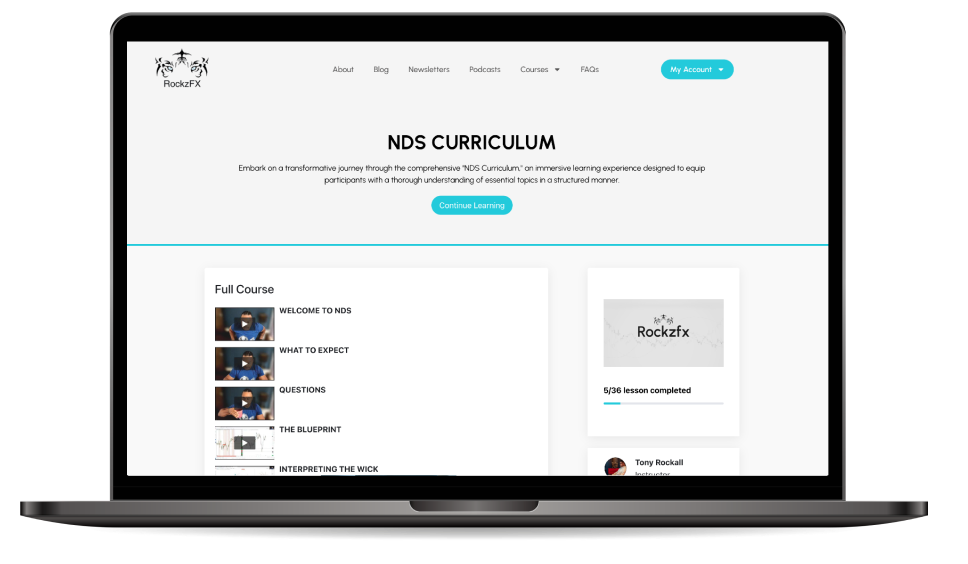 RockzFX
About
Blog
Newsletters
Podcasts
Courses
FAQs
My Account
NDS CURRICULUM
Embark on a transformative journey through the comprehensive "NDS Curriculum," an immersive learning experience designed to equip
participants with a thorough understanding of essential topics in a structured manner.
Continue Learning
Full Course
WELCOME TO NDS
WHAT TO EXPECT
QUESTIONS
THE BLUEPRINT
INTERPRETING THE WICK
Rockzfx
5/36 lesson completed
Tony Rockall
Instructor